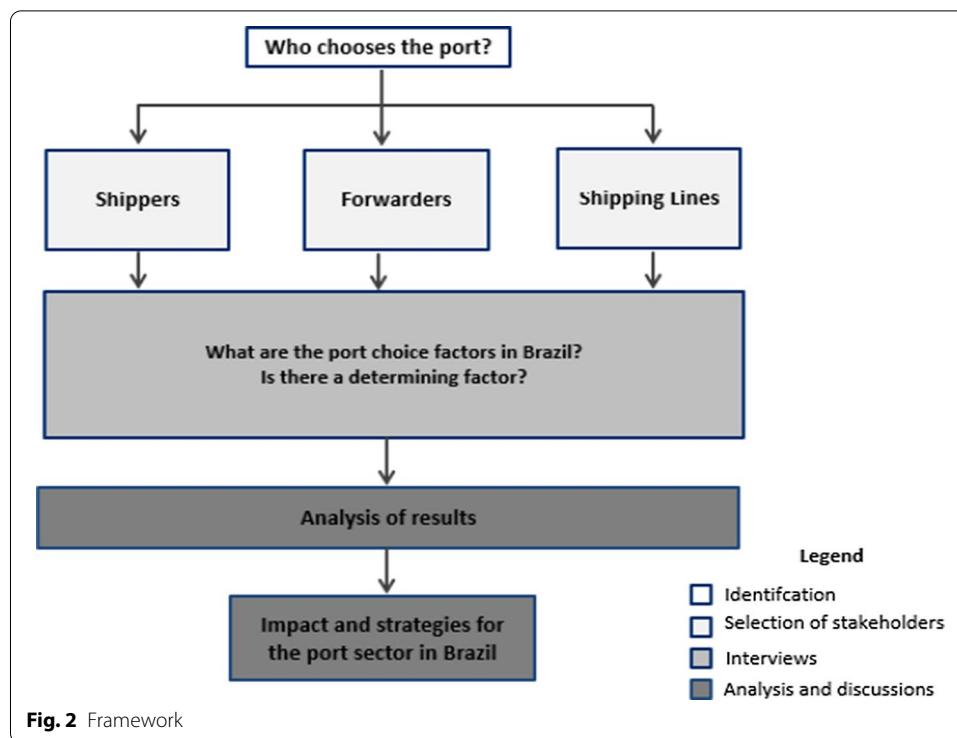 Who chooses the port?
Shippers
Forwarders
Shipping Lines
What are the port choice factors in Brazil?
Is there a determining factor?
Analysis of results
Impact and strategies for
the port sector in Brazil
Legend
Identifcation
Selection of stakeholders
Interviews
Analysis and discussions
Fig. 2 Framework